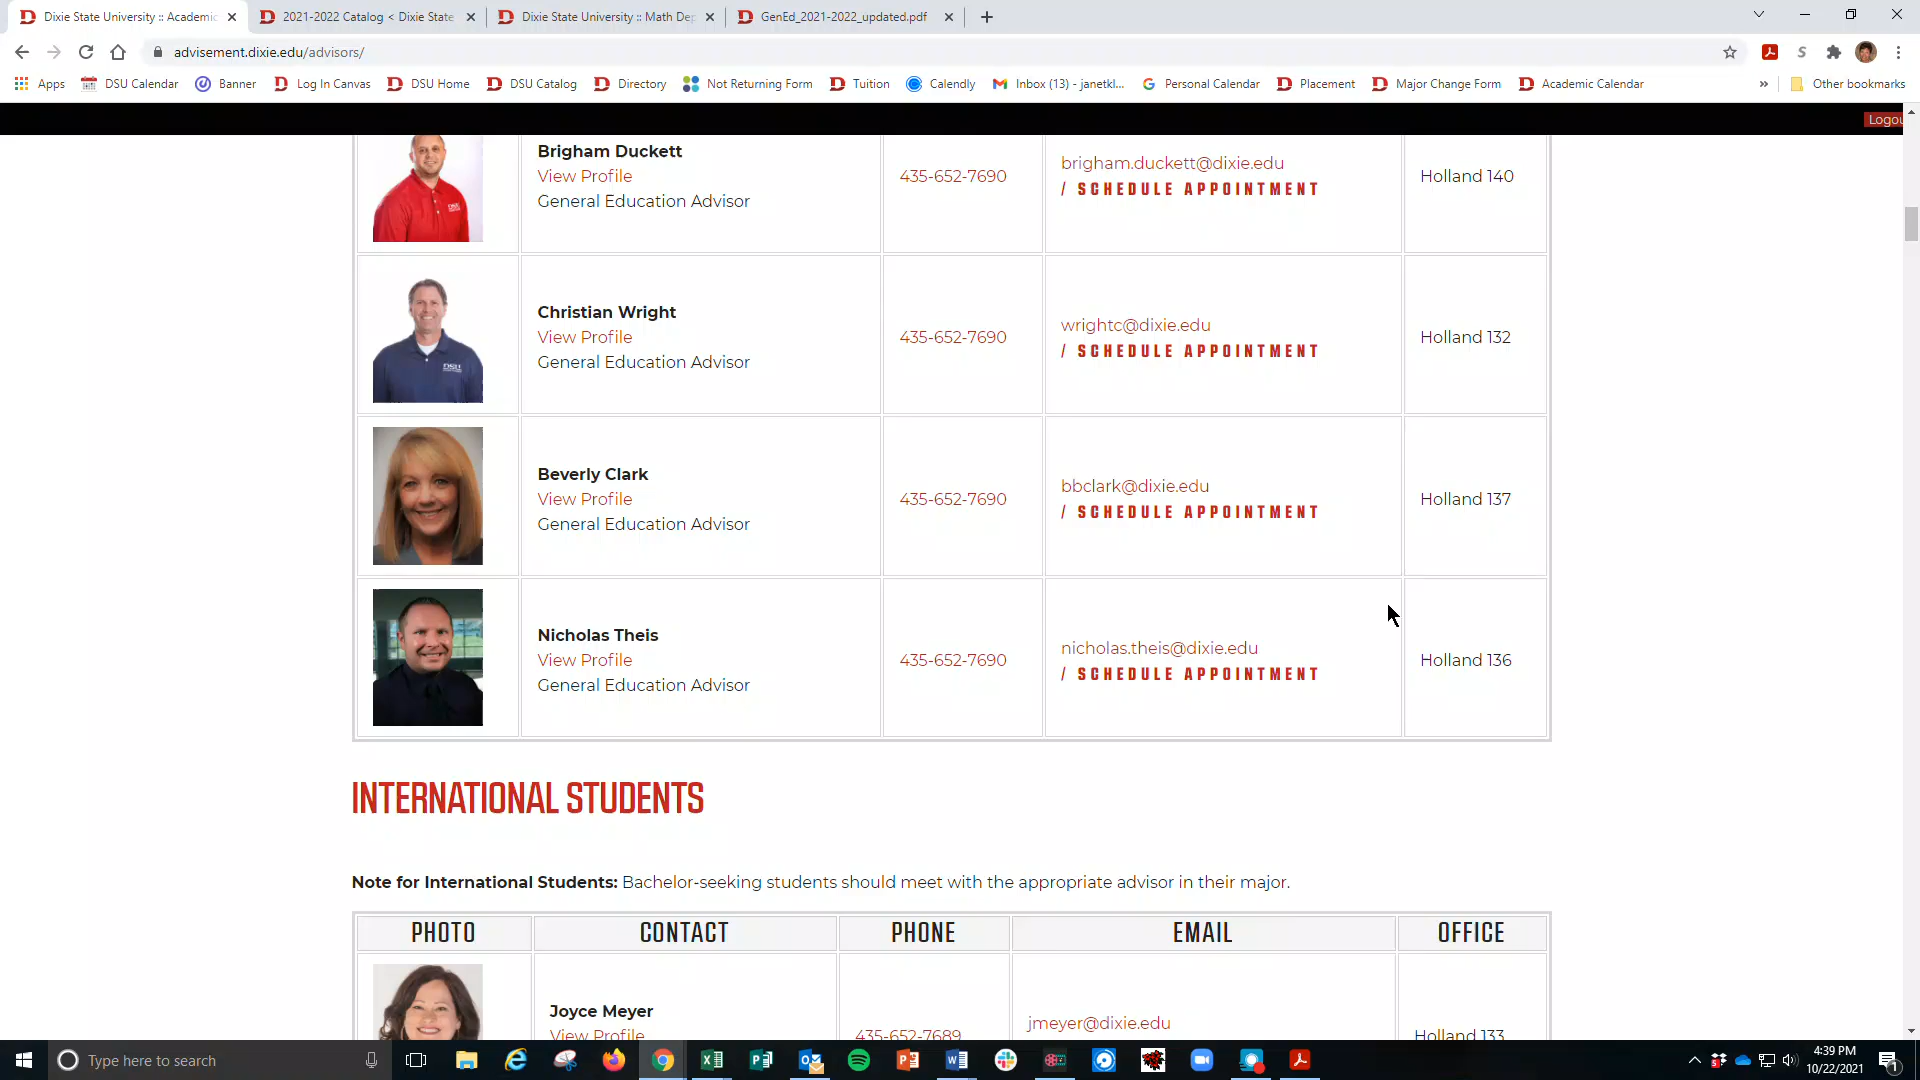 Dixie State University :: Academic
2021-2022 Catalog < Dixie State
Dixie State University :: Math De
GenEd_2021-2022_updated.pdf
advisement.dixie.edu/advisors/
Apps
DSU Calendar
Banner
Log In Canvas
DSU Home
DSU Catalog
Directory
Not Returning Form
Tuition
Calendly
Inbox (13) - janetkl...
Personal Calendar
Placement
Major Change Form
Academic Calendar
»
Other bookmarks
Logou
Brigham Duckett
View Profile
General Education Advisor
435-652-7690
brigham.duckett@dixie.edu
/ SCHEDULE APPOINTMENT
Holland 140
Christian Wright
View Profile
General Education Advisor
435-652-7690
wrightc@dixie.edu
/ SCHEDULE APPOINTMENT
Holland 132
Beverly Clark
View Profile
General Education Advisor
435-652-7690
bbclark@dixie.edu
/ SCHEDULE APPOINTMENT
Holland 137
Nicholas Theis
View Profile
General Education Advisor
435-652-7690
nicholas.theis@dixie.edu
/ SCHEDULE APPOINTMENT
Holland 136
INTERNATIONAL STUDENTS
Note for International Students: Bachelor-seeking students should meet with the appropriate advisor in their major.
PHOTO CONTACT PHONE EMAIL OFFICE
Joyce Meyer
View Profile
435-652-7689
jmeyer@dixie.edu
Holland 133
Type here to search
4:39 PM
10/22/2021